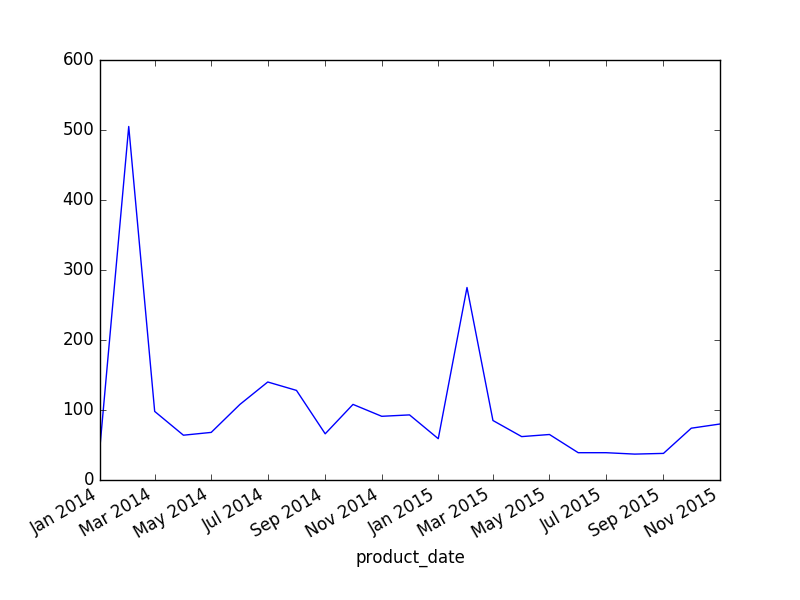 600
500
400
300
200
100
0
Jan 2014
Mar 2014
May 2014
Jul 2014
Sep 2014
Nov 2014
Jan 2015
Mar 2015
May 2015
Jul 2015
Sep 2015
Nov 2015
product_date